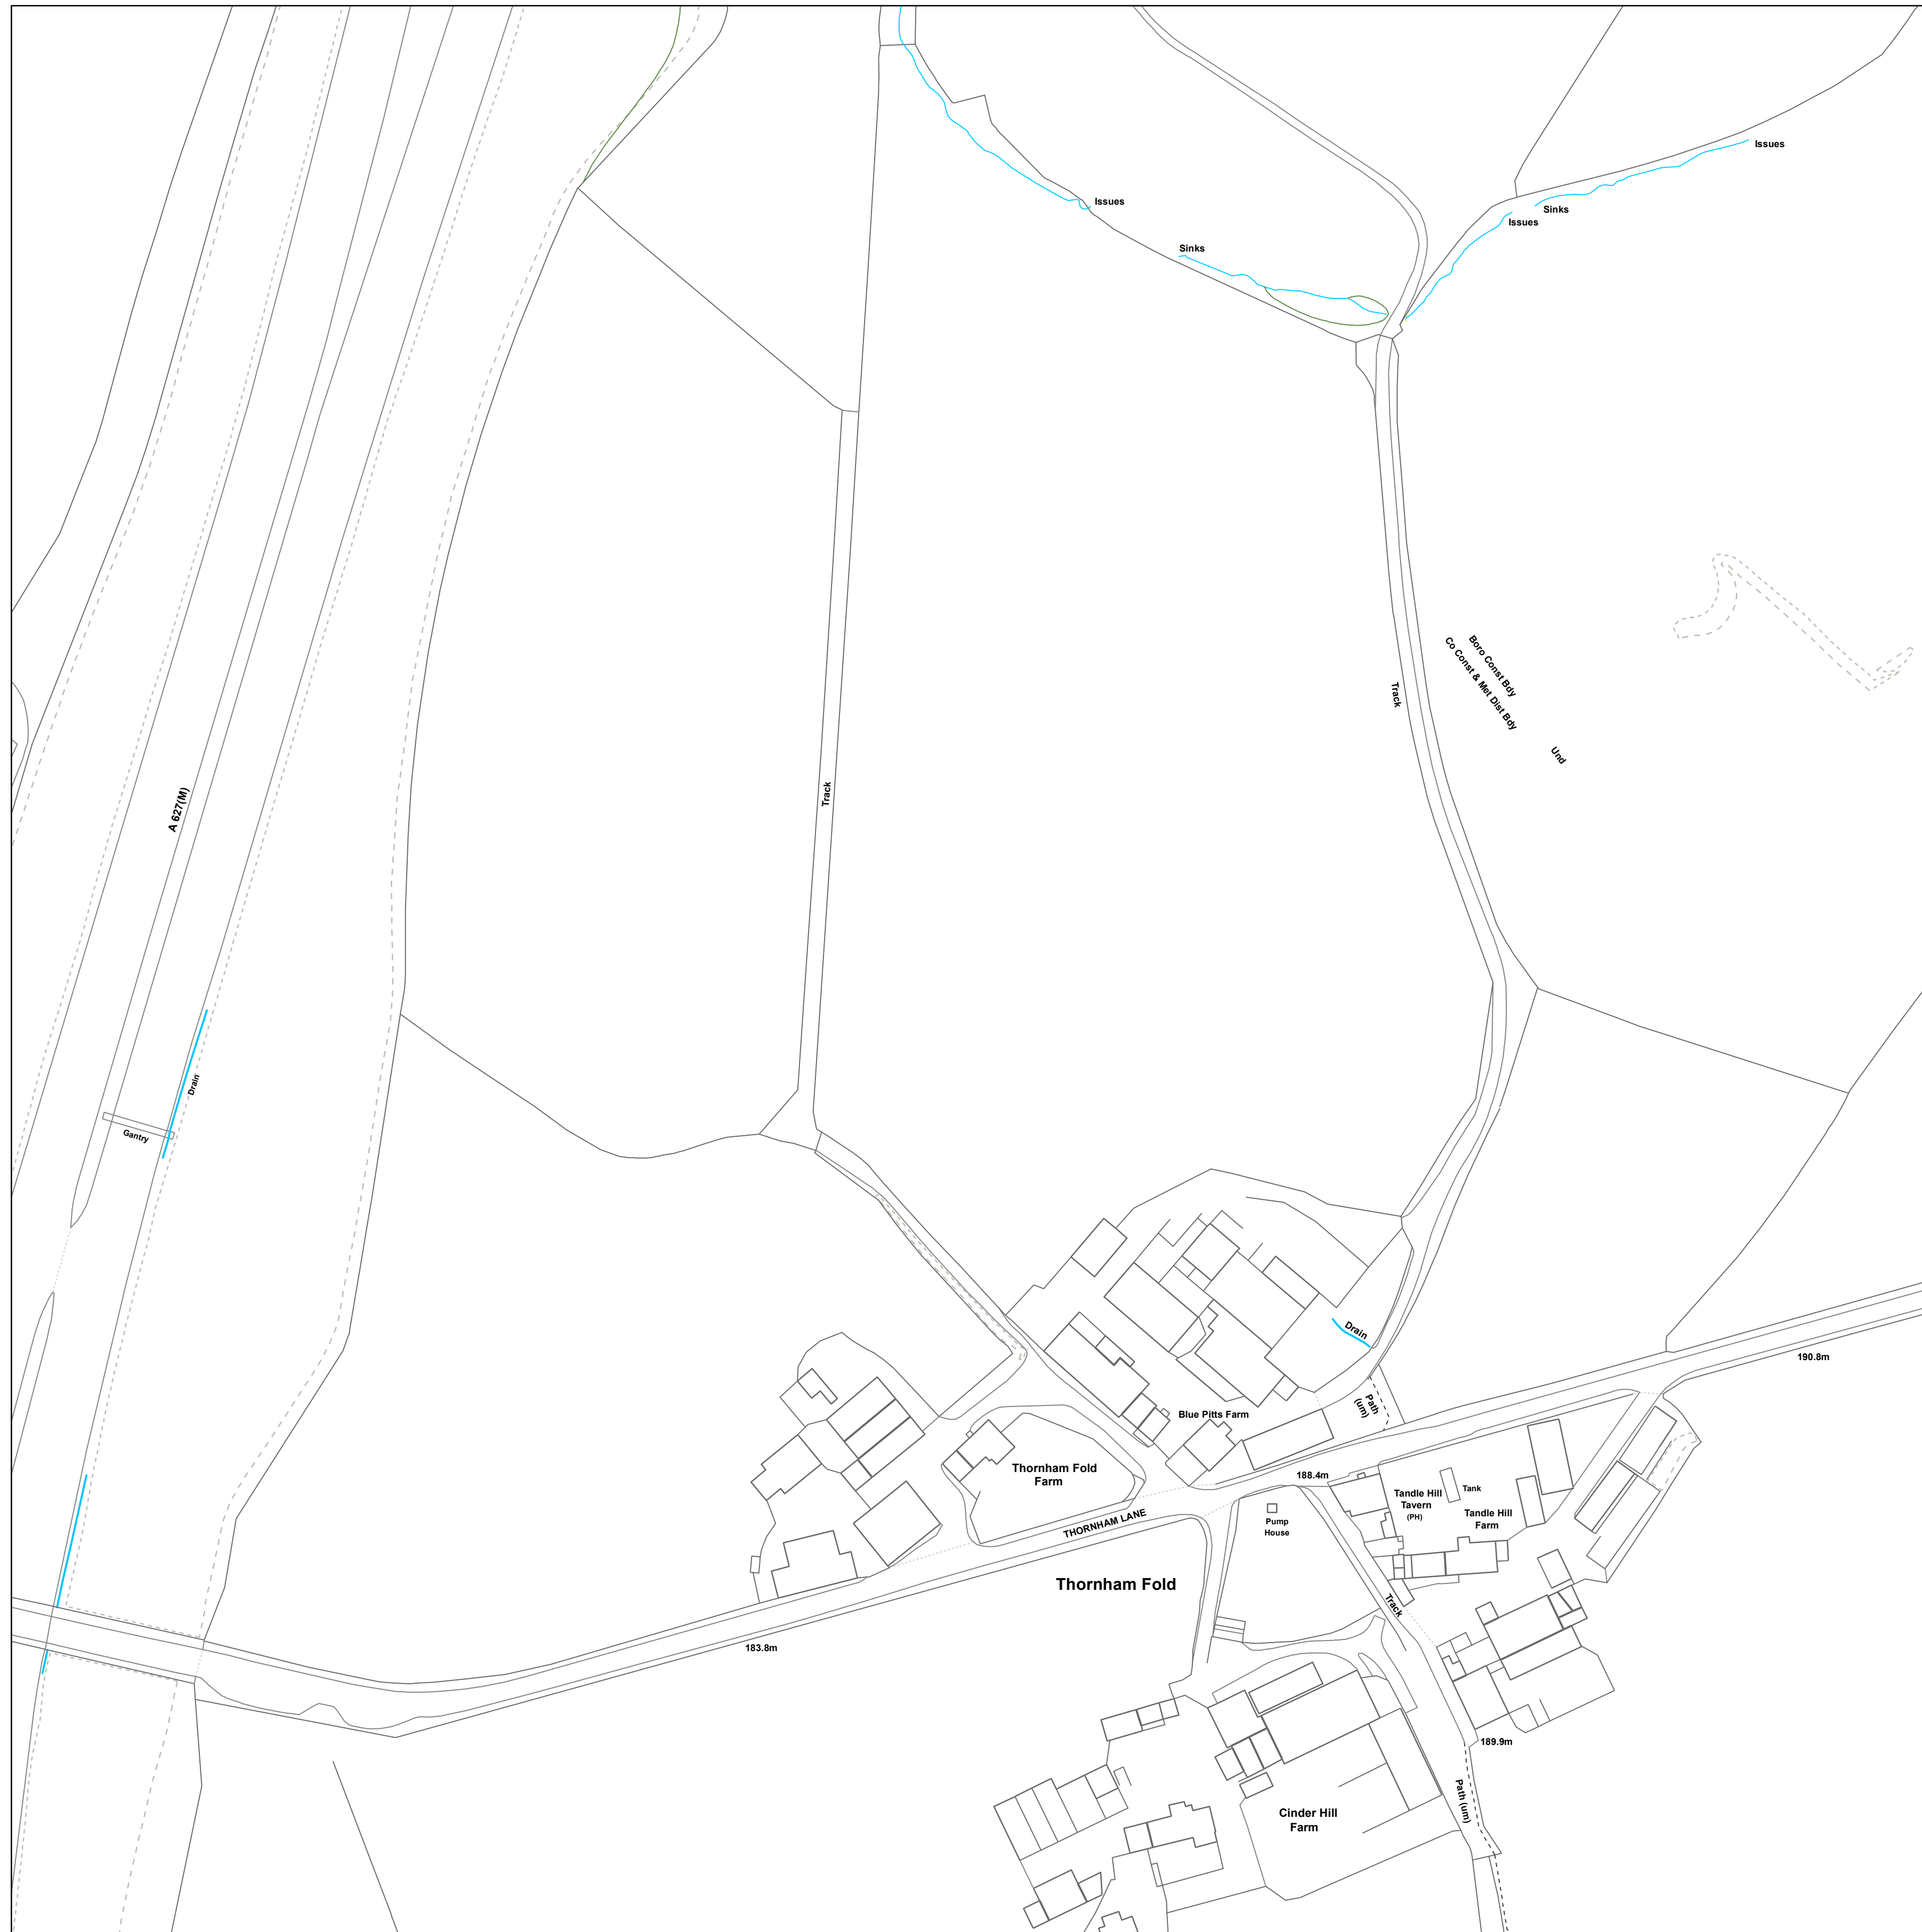 Issues
Issues
Sinks
Issues
Sinks
Boro Const Bdy
Co Const & Met Dist Bdy
Und
Track
Track
A 627(M)
Drain
Gantry
Drain
Path
(um)
Blue Pitts Farm
190.8m
Thornham Fold
Farm
188.4m
Tandle Hill
Tavern
(PH)
Tank
Tandle Hill
Farm
Pump
House
THORNHAM LANE
Thornham Fold
Track
183.8m
189.9m
Path (um)
Cinder Hill
Farm